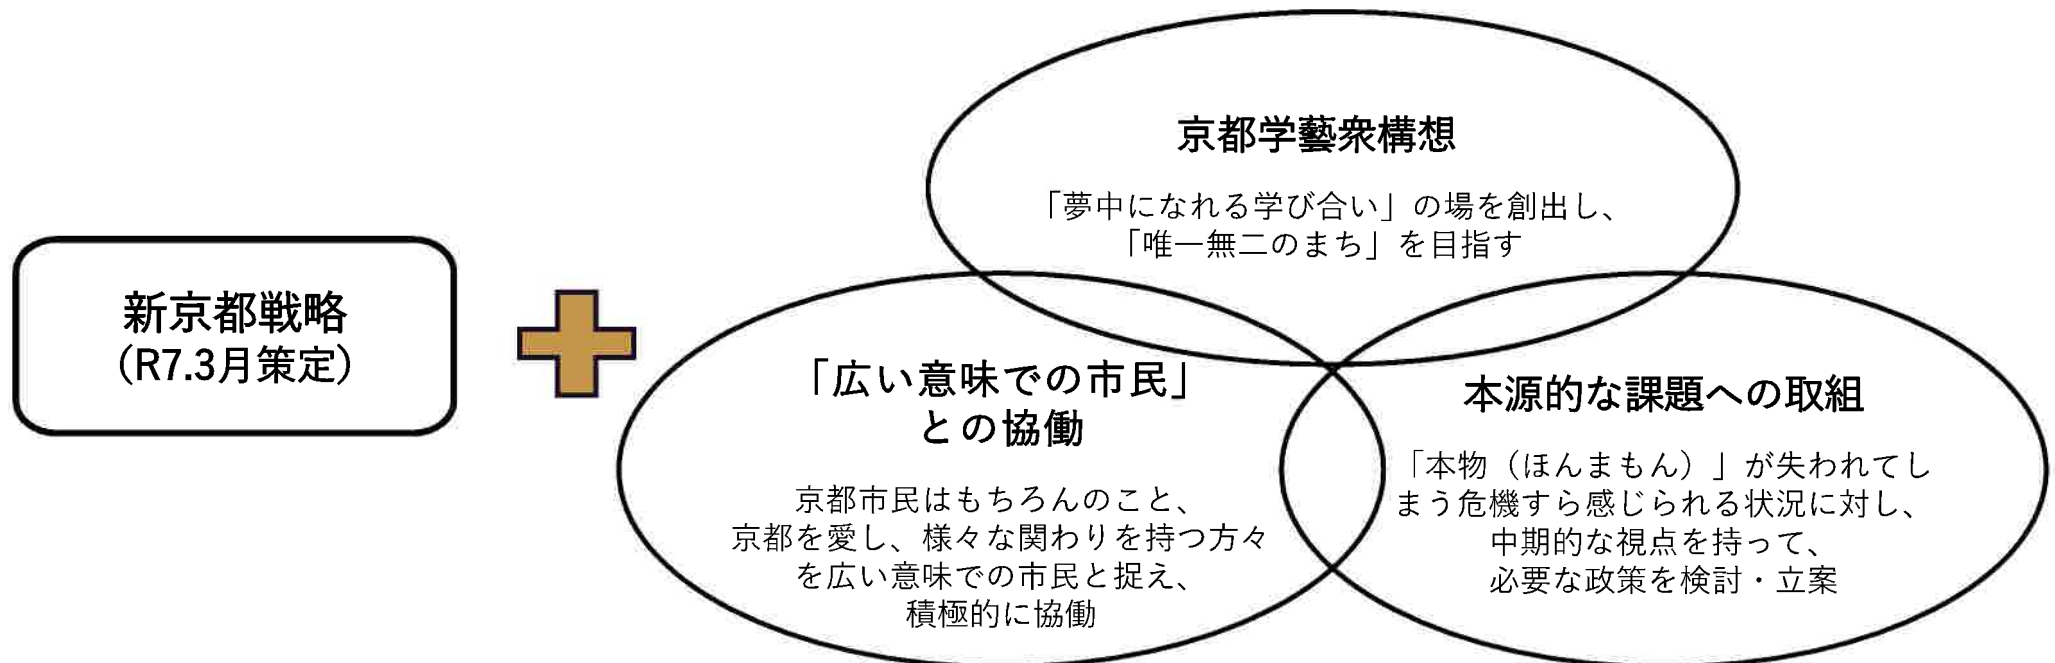 新京都戦略
（R7.3月策定）
京都学藝衆構想
「夢中になれる学び合い」の場を創出し、
「唯一無二のまち」を目指す
「広い意味での市民」
との協働
京都市民はもちろんのこと、
京都を愛し、様々な関わりを持つ方々
を広い意味での市民と捉え、
積極的に協働
本源的な課題への取組
「本物（ほんまもん）」が失われてし
まう危機すら感じられる状況に対し、
中期的な視点を持って、
必要な政策を検討・立案